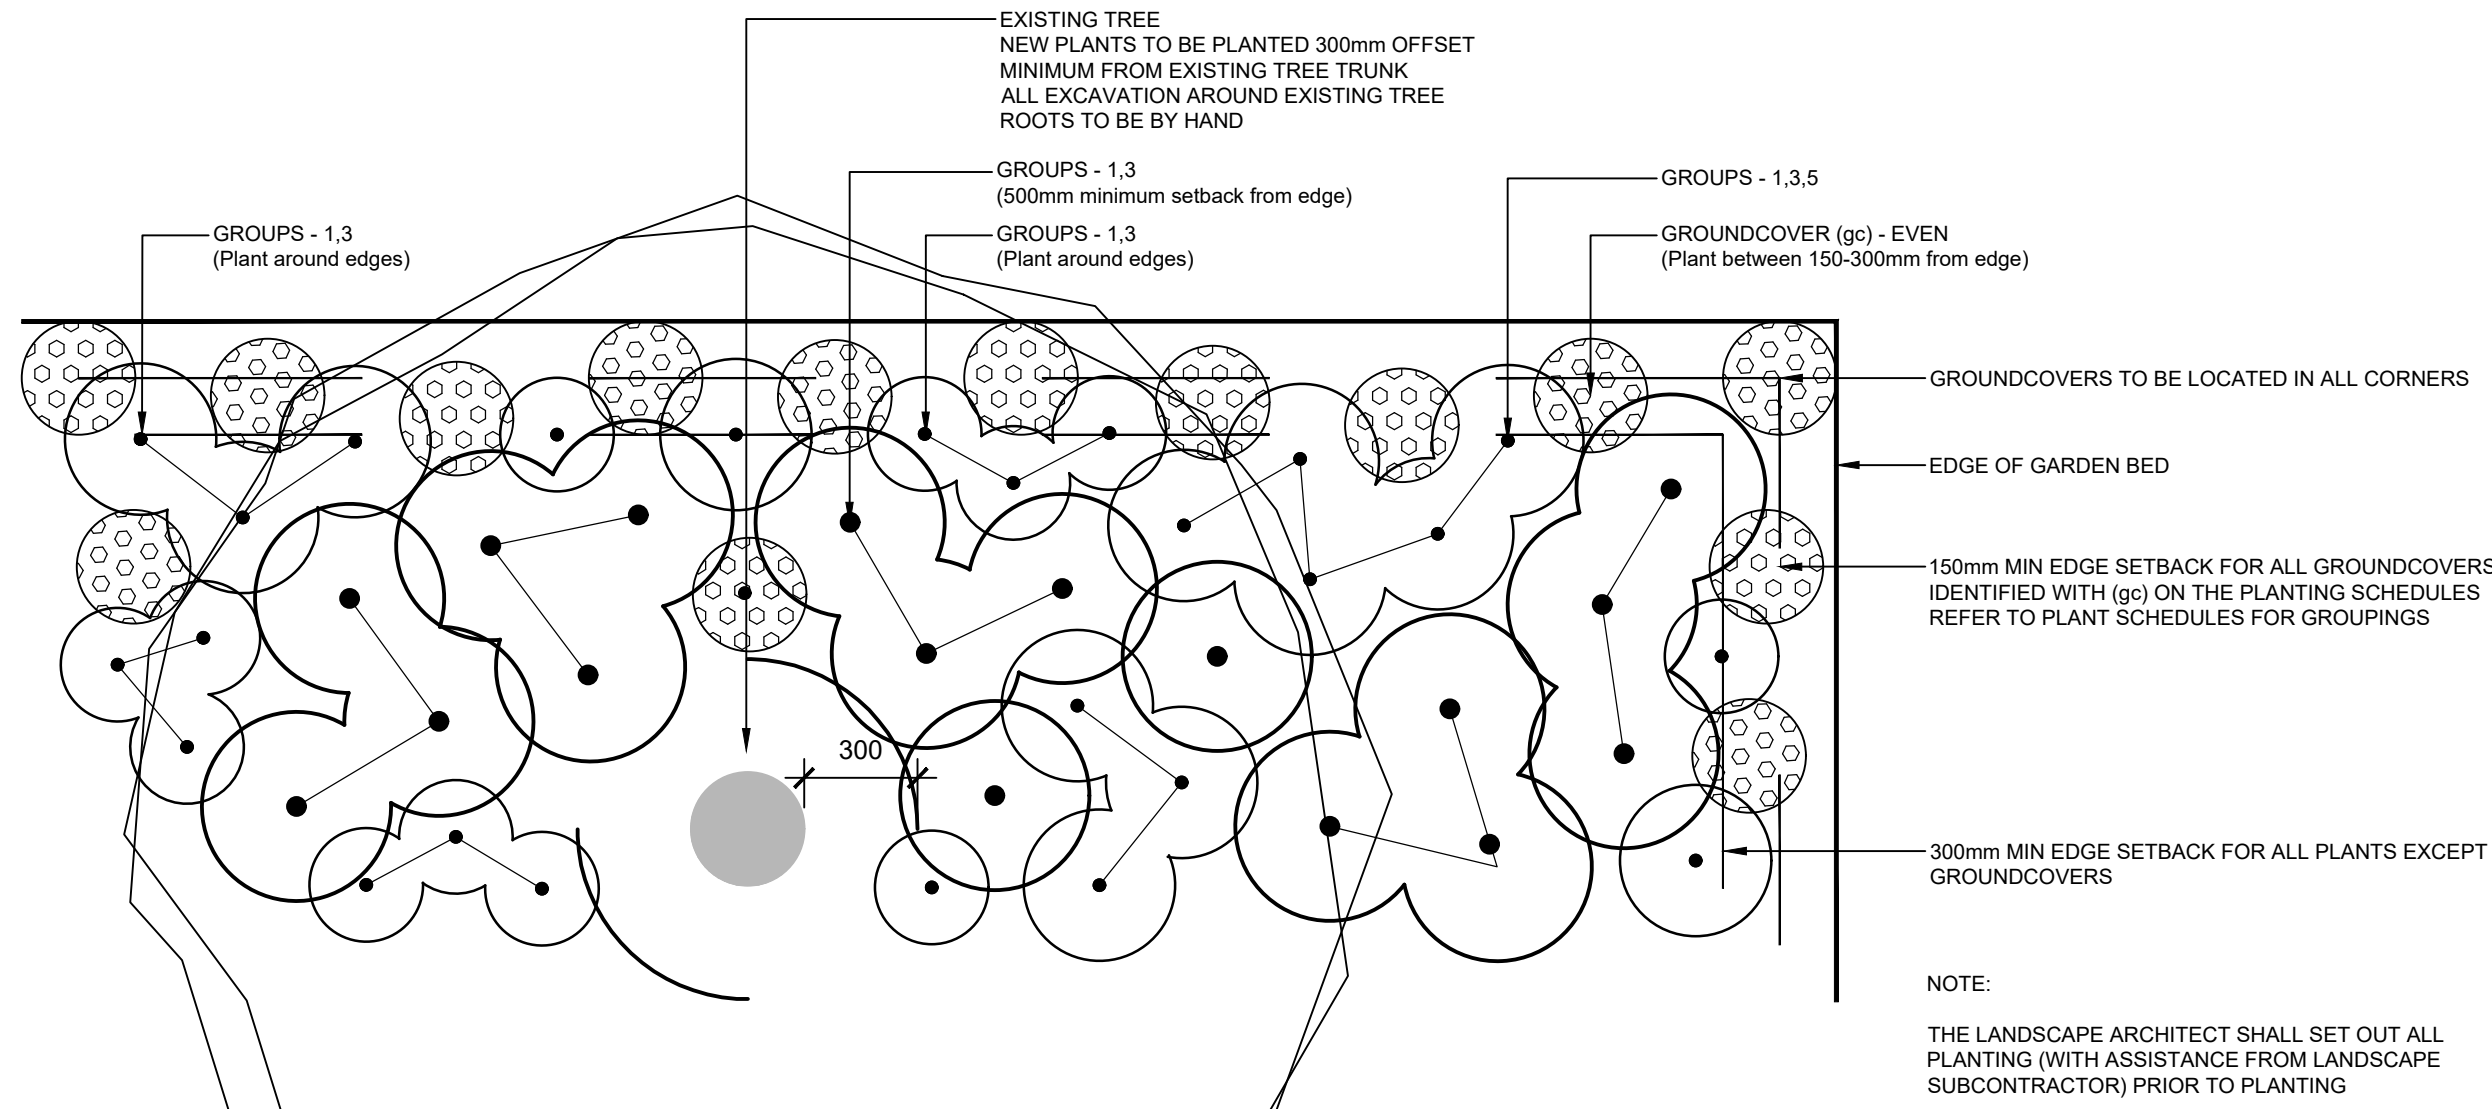 EXISTING TREE
NEW PLANTS TO BE PLANTED 300mm OFFSET
MINIMUM FROM EXISTING TREE TRUNK
ALL EXCAVATION AROUND EXISTING TREE
ROOTS TO BE BY HAND
GROUPS - 1,3
(500mm minimum setback from edge)
GROUPS - 1,3,5
GROUPS - 1,3
(Plant around edges)
GROUPS - 1,3
(Plant around edges)
GROUNDCOVER (gc) - EVEN
(Plant between 150-300mm from edge)
GROUNDCOVERS TO BE LOCATED IN ALL CORNERS
EDGE OF GARDEN BED
150mm MIN EDGE SETBACK FOR ALL GROUNDCOVERS
IDENTIFIED WITH (gc) ON THE PLANTING SCHEDULES
REFER TO PLANT SCHEDULES FOR GROUPINGS
300
300mm MIN EDGE SETBACK FOR ALL PLANTS EXCEPT
GROUNDCOVERS
NOTE:
THE LANDSCAPE ARCHITECT SHALL SET OUT ALL
PLANTING (WITH ASSISTANCE FROM LANDSCAPE
SUBCONTRACTOR) PRIOR TO PLANTING